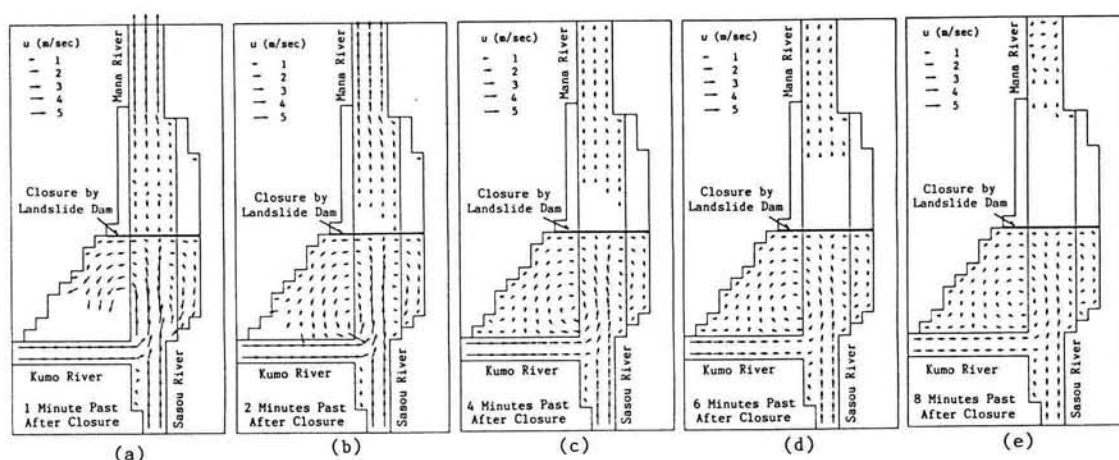 u (m/sec)
1
2
3
4
5
Mana River
Closure by
Landslide Dam
Kumo River
Sasou River
1 Minute Past
After Closure
(a)
u (m/sec)
1
2
3
4
5
Mana River
Closure by
Landslide Dam
Kumo River
Sasou River
2 Minutes Past
After Closure
(b)
u (m/sec)
1
2
3
4
5
Mana River
Closure by
Landslide Dam
Kumo River
Sasou River
4 Minutes Past
After Closure
(c)
u (m/sec)
1
2
3
4
5
Mana River
Closure by
Landslide Dam
Kumo River
Sasou River
6 Minutes Past
After Closure
(d)
u (m/sec)
1
2
3
4
5
Mana River
Closure by
Landslide Dam
Kumo River
Sasou River
8 Minutes Past
After Closure
(e)